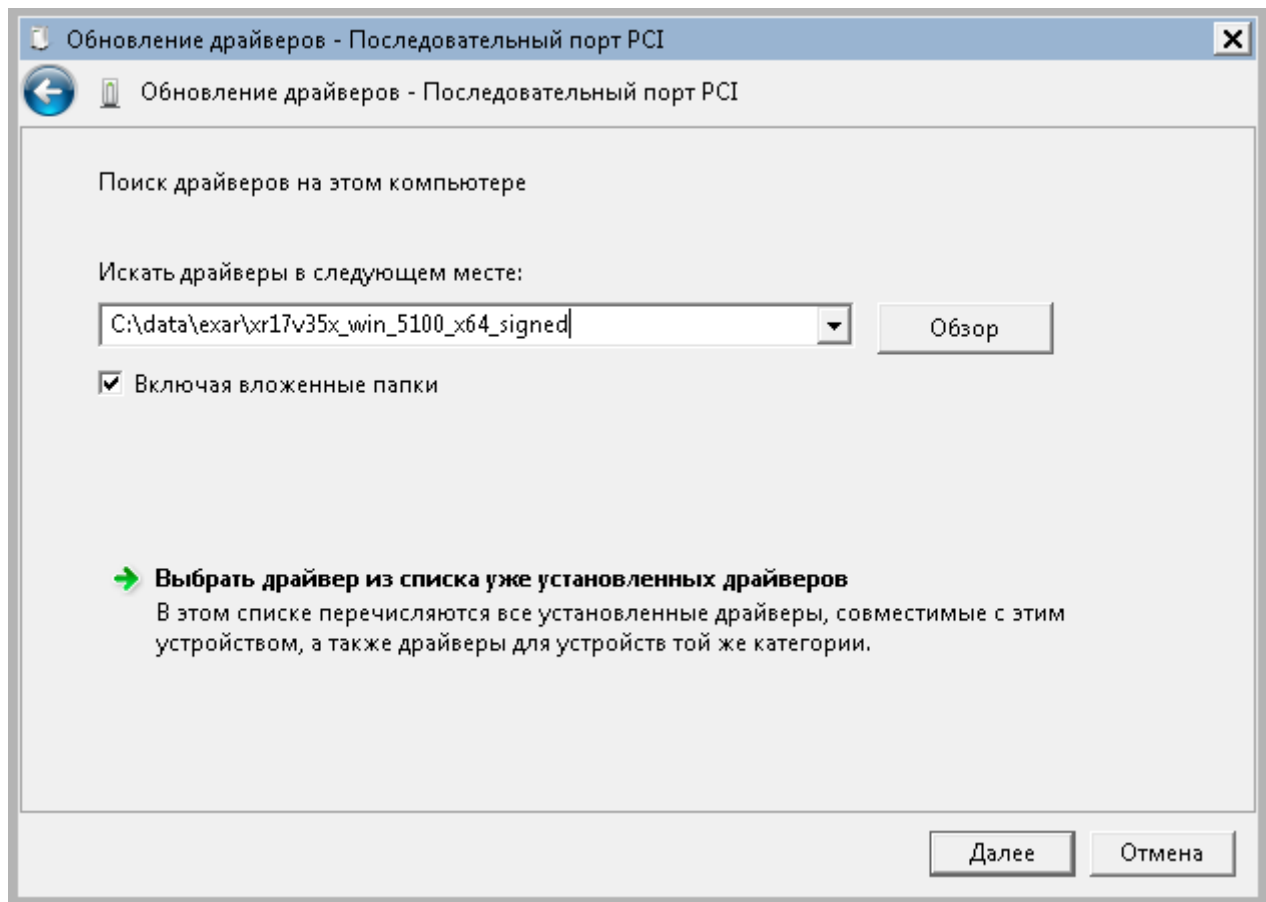 Обновление драйверов - Последовательный порт PCI
Обновление драйверов - Последовательный порт PCI
Поиск драйверов на этом компьютере
Искать драйверы в следующем месте:
C:\data\exar\xr17v35x_win_5100_x64_signed
Обзор
Включая вложенные папки
Выбрать драйвер из списка уже установленных драйверов
В этом списке перечисляются все установленные драйверы, совместимые с этим
устройством, а также драйверы для устройств той же категории.
Далее
Отмена